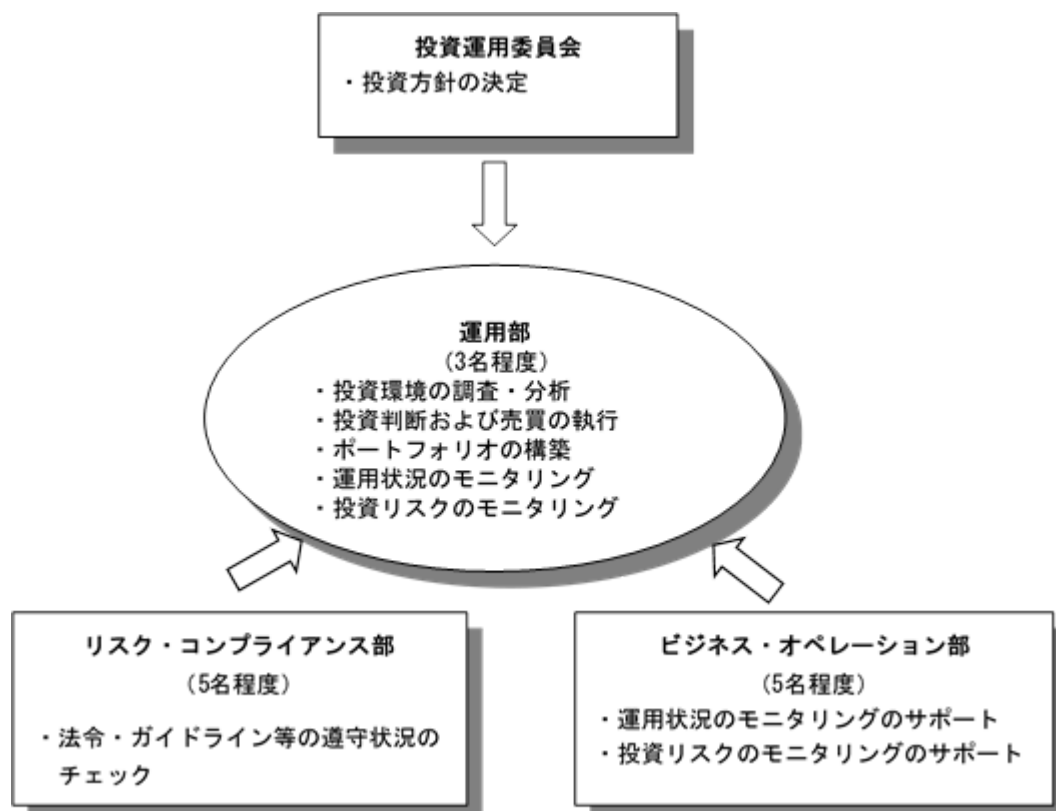 投資運用委員会
・投資方針の決定
運用部
(3名程度)
・投資環境の調査・分析
・投資判断および売買の執行
・ポートフォリオの構築
・運用状況のモニタリング
・投資リスクのモニタリング
リスク・コンプライアンス部
(5名程度)
・法令・ガイドライン等の遵守状況の
チェック
ビジネス・オペレーション部
(5名程度)
・運用状況のモニタリングのサポート
・投資リスクのモニタリングのサポート